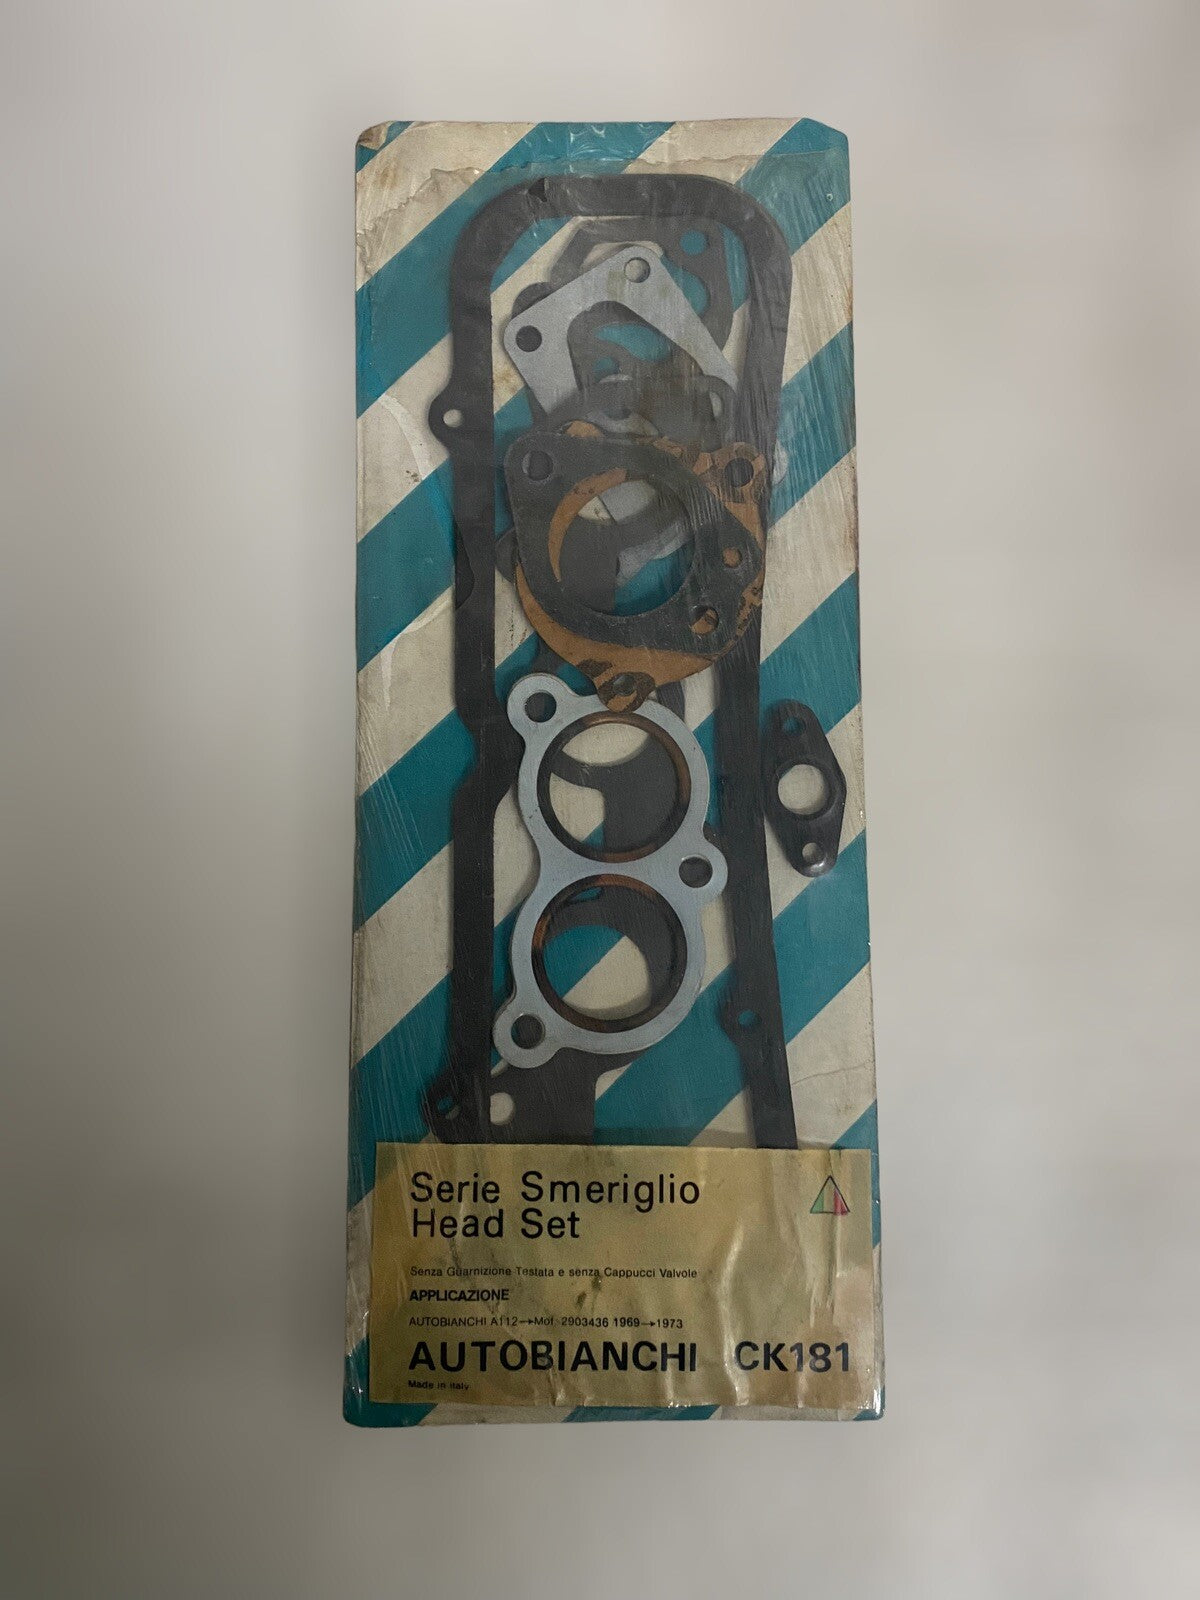 Serie Smeriglio
Head Set
Senza Guarnizione Testata e senza Cappucci Valvole
APPLICAZIONE
AUTOBIANCHI A112→Mot. 2903436 1969→1973
AUTOBIANCHI CK181
Made in Italy